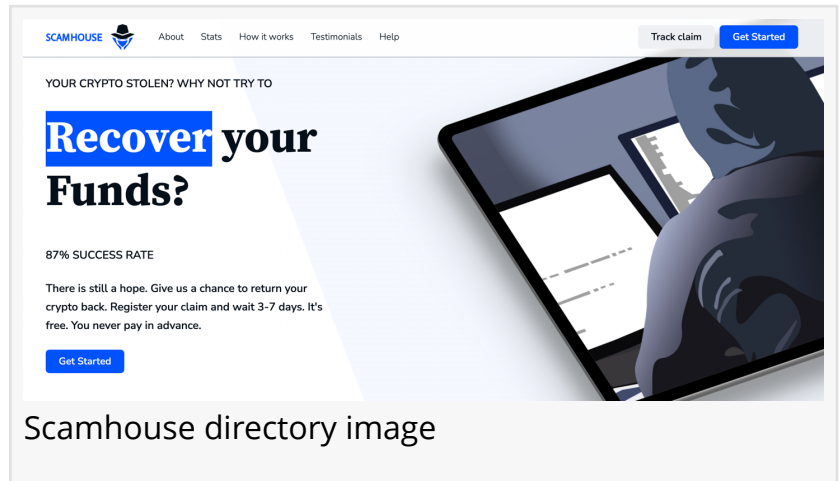 SCAMHOUSE About Stats How it works Testimonials Help Track claim Get Started
YOUR CRYPTO STOLEN? WHY NOT TRY TO
Recover your
Funds?
87% SUCCESS RATE
There is still a hope. Give us a chance to return your
crypto back. Register your claim and wait 3-7 days. It's
free. You never pay in advance.
Get Started
Scamhouse directory image